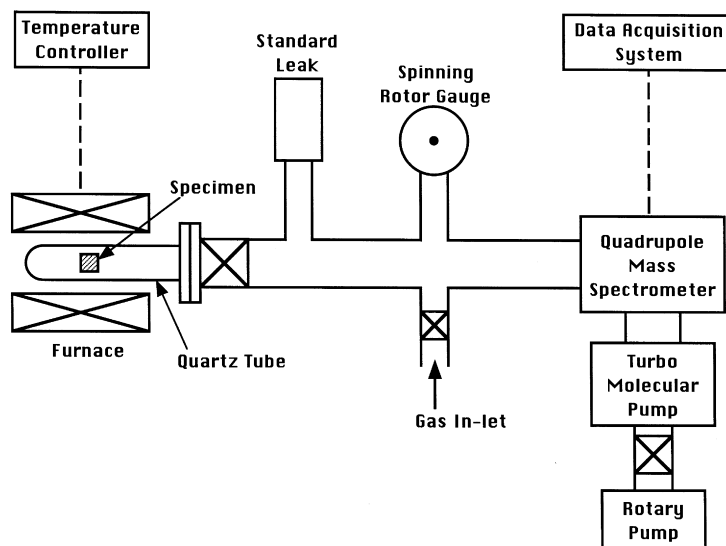 Temperature
Controller
Standard
Leak
Spinning
Rotor Gauge
Data Acquisition
System
Specimen
Furnace
Quartz Tube
Gas In-let
Quadrupole
Mass
Spectrometer
Turbo
Molecular
Pump
Rotary
Pump